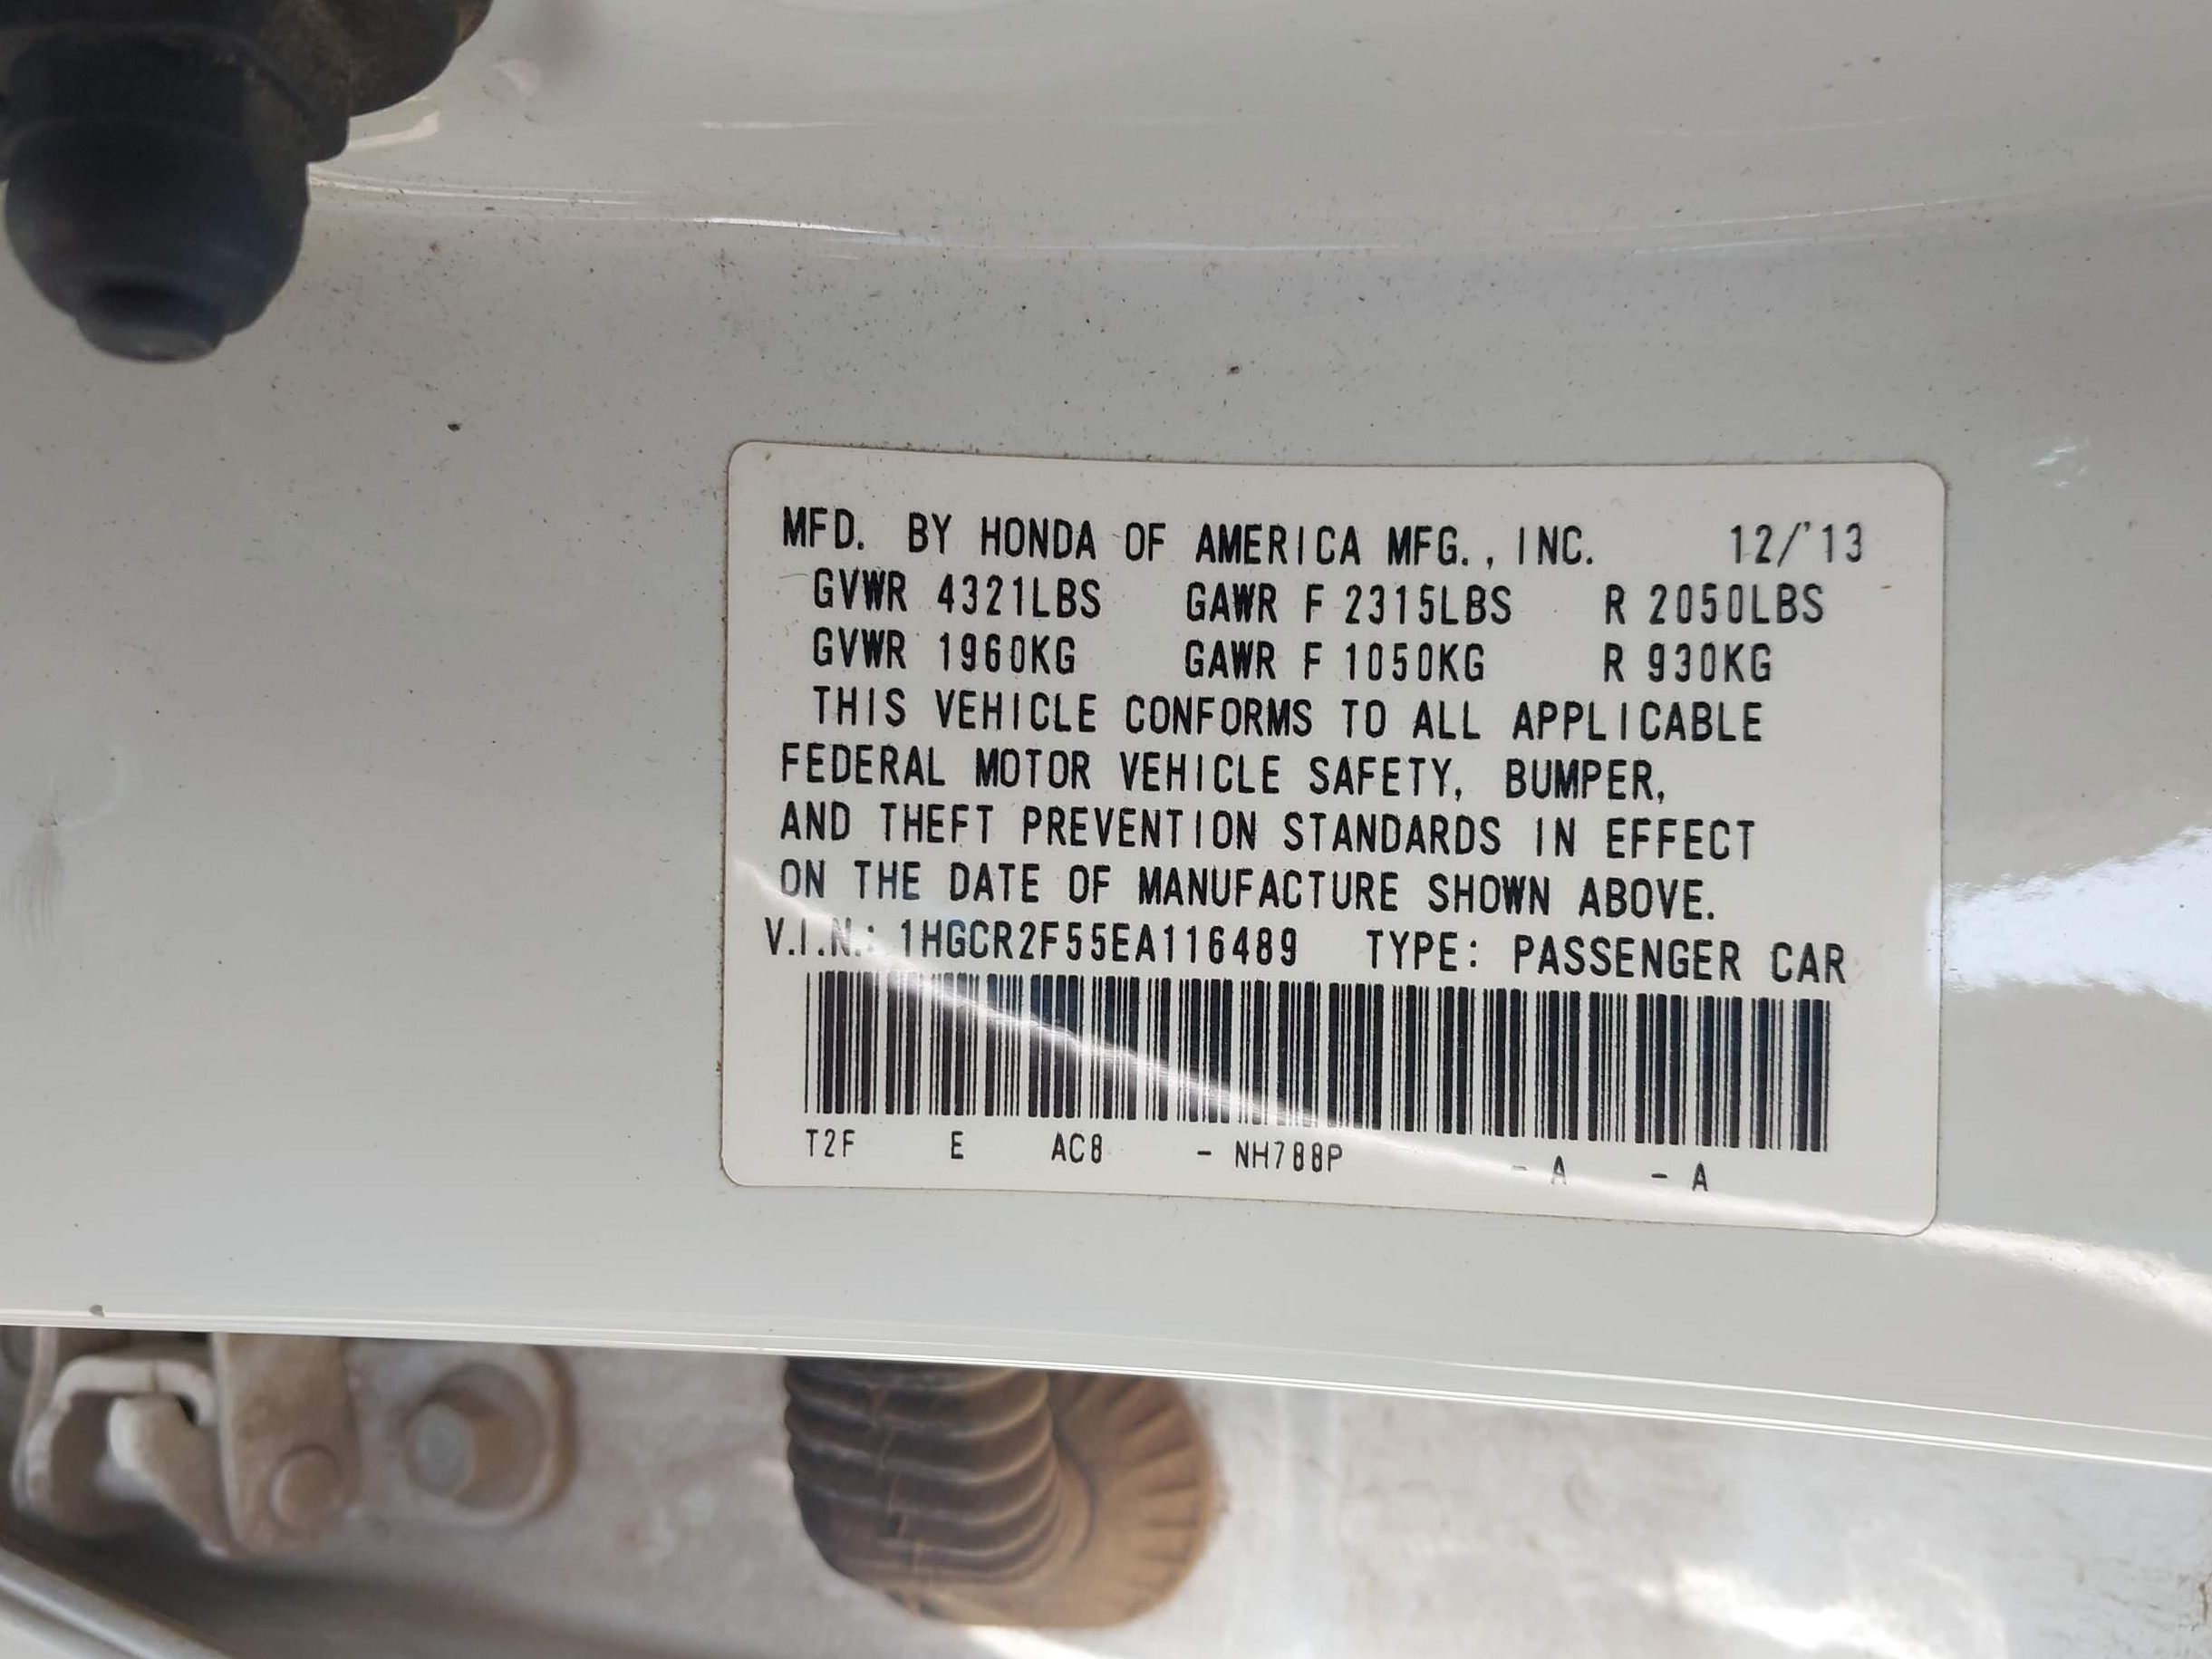 MFD. BY HONDA OF AMERICA MFG., INC. 12/'13
GVWR 4321LBS GAWR F 2315LBS R 2050LBS
GVWR 1960KG GAWR F 1050KG R 930KG
THIS VEHICLE CONFORMS TO ALL APPLICABLE
FEDERAL MOTOR VEHICLE SAFETY, BUMPER,
AND THEFT PREVENTION STANDARDS IN EFFECT
ON THE DATE OF MANUFACTURE SHOWN ABOVE.
V.I.N.: 1HGCR2F55EA116489 TYPE: PASSENGER CAR
T2F E AC8 - NH788P - A - A